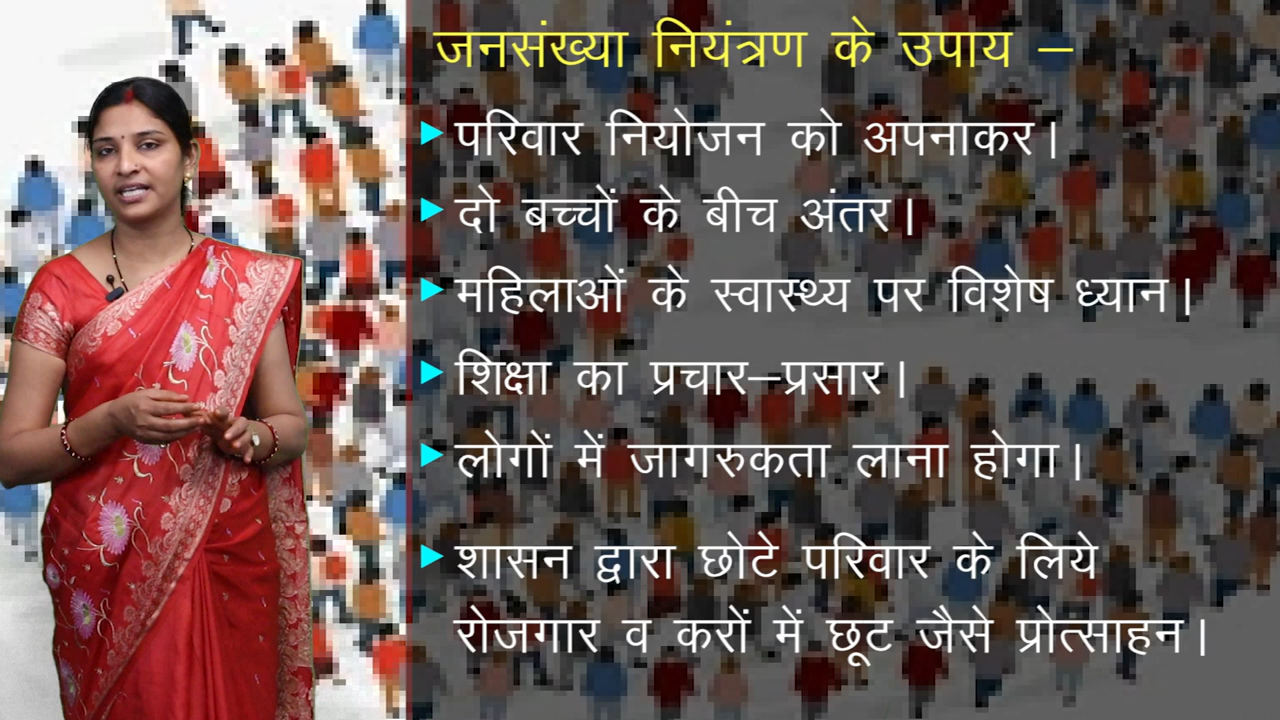 जनसंख्या नियंत्रण के उपाय –
परिवार नियोजन को अपनाकर।
दो बच्चों के बीच अंतर।
महिलाओं के स्वास्थ्य पर विशेष ध्यान।
शिक्षा का प्रचार–प्रसार।
लोगों में जागरुकता लाना होगा।
शासन द्वारा छोटे परिवार के लिये
रोजगार व करों में छूट जैसे प्रोत्साहन।